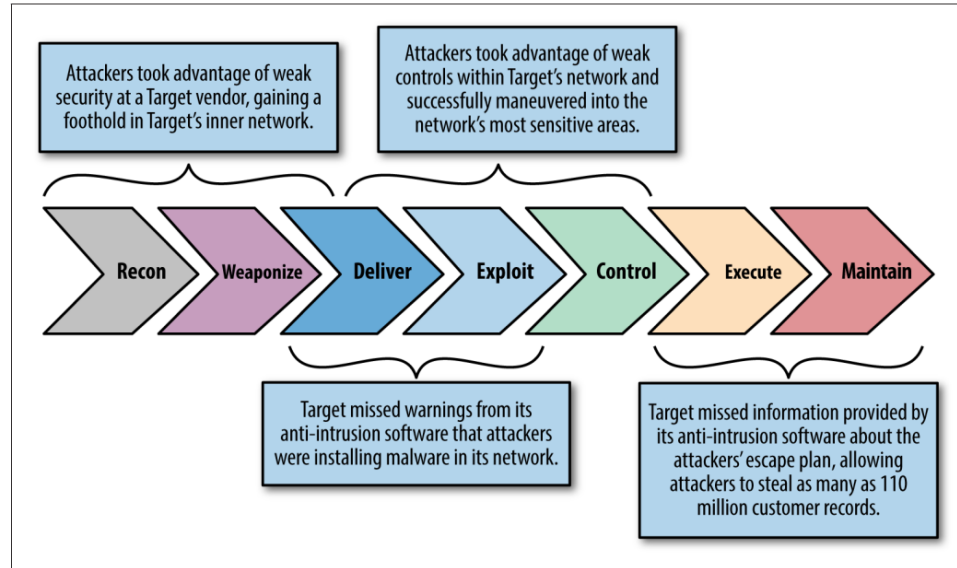 Attackers took advantage of weak
security at a Target vendor, gaining a
foothold in Target's inner network.
Attackers took advantage of weak
controls within Target's network and
successfully maneuvered into the
network's most sensitive areas.
Recon
Weaponize
Deliver
Exploit
Control
Execute
Maintain
Target missed warnings from its
anti-intrusion software that attackers
were installing malware in its network.
Target missed information provided by
its anti-intrusion software about the
attackers' escape plan, allowing
attackers to steal as many as 110
million customer records.